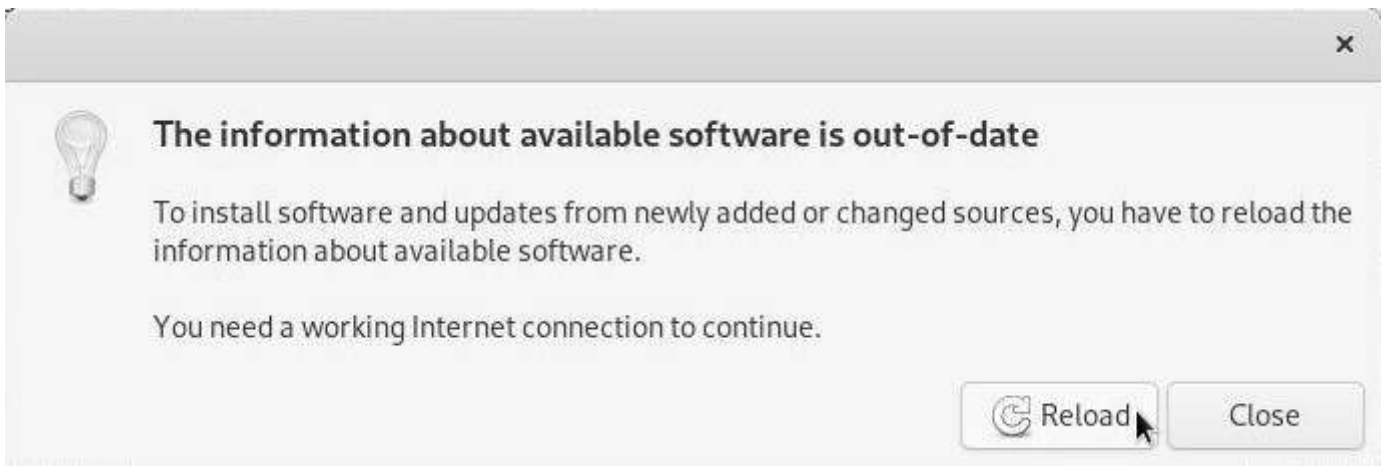 The information about available software is out-of-date
To install software and updates from newly added or changed sources, you have to reload the
information about available software.
You need a working Internet connection to continue.
Reload Close